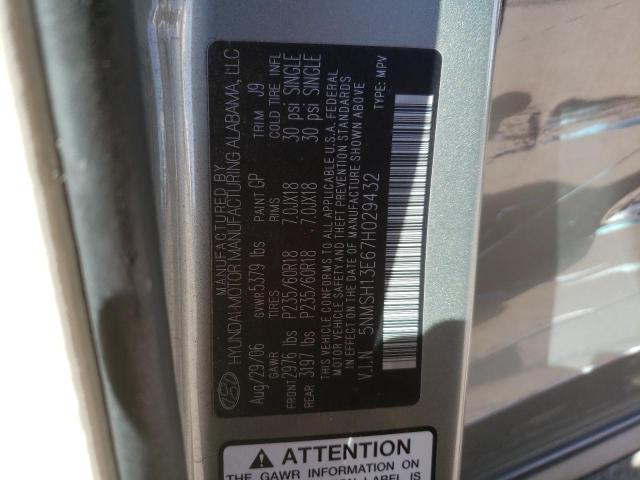 MANUFACTURED BY
HYUNDAI MOTOR MANUFACTURING ALABAMA, LLC
Aug/29/06 GVWR 5379 lbs PAINT GP TRIM J9
GAWR TIRES RIMS COLD TIRE INFL
FRONT 2976 lbs P235/60R18 7.0JX18 30 psi SINGLE
REAR 3197 lbs P235/60R18 7.0JX18 30 psi SINGLE
THIS VEHICLE CONFORMS TO ALL APPLICABLE U.S.A. FEDERAL
MOTOR VEHICLE SAFETY AND THEFT PREVENTION STANDARDS
IN EFFECT ON THE DATE OF MANUFACTURE SHOWN ABOVE
V.I.N 5NMSH13E67H029432 TYPE: MPV
ATTENTION
THE GAWR INFORMATION ON
LABEL IS